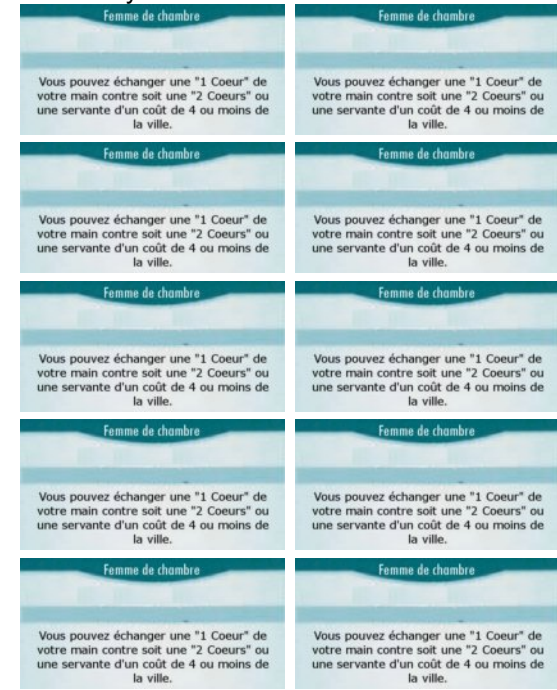 Femme de chambre
Vous pouvez échanger une "1 Coeur" de
votre main contre soit une "2 Coeurs" ou
une servante d'un coût de 4 ou moins de
la ville.
Femme de chambre
Vous pouvez échanger une "1 Coeur" de
votre main contre soit une "2 Coeurs" ou
une servante d'un coût de 4 ou moins de
la ville.
Femme de chambre
Vous pouvez échanger une "1 Coeur" de
votre main contre soit une "2 Coeurs" ou
une servante d'un coût de 4 ou moins de
la ville.
Femme de chambre
Vous pouvez échanger une "1 Coeur" de
votre main contre soit une "2 Coeurs" ou
une servante d'un coût de 4 ou moins de
la ville.
Femme de chambre
Vous pouvez échanger une "1 Coeur" de
votre main contre soit une "2 Coeurs" ou
une servante d'un coût de 4 ou moins de
la ville.
Femme de chambre
Vous pouvez échanger une "1 Coeur" de
votre main contre soit une "2 Coeurs" ou
une servante d'un coût de 4 ou moins de
la ville.
Femme de chambre
Vous pouvez échanger une "1 Coeur" de
votre main contre soit une "2 Coeurs" ou
une servante d'un coût de 4 ou moins de
la ville.
Femme de chambre
Vous pouvez échanger une "1 Coeur" de
votre main contre soit une "2 Coeurs" ou
une servante d'un coût de 4 ou moins de
la ville.
Femme de chambre
Vous pouvez échanger une "1 Coeur" de
votre main contre soit une "2 Coeurs" ou
une servante d'un coût de 4 ou moins de
la ville.
Femme de chambre
Vous pouvez échanger une "1 Coeur" de
votre main contre soit une "2 Coeurs" ou
une servante d'un coût de 4 ou moins de
la ville.